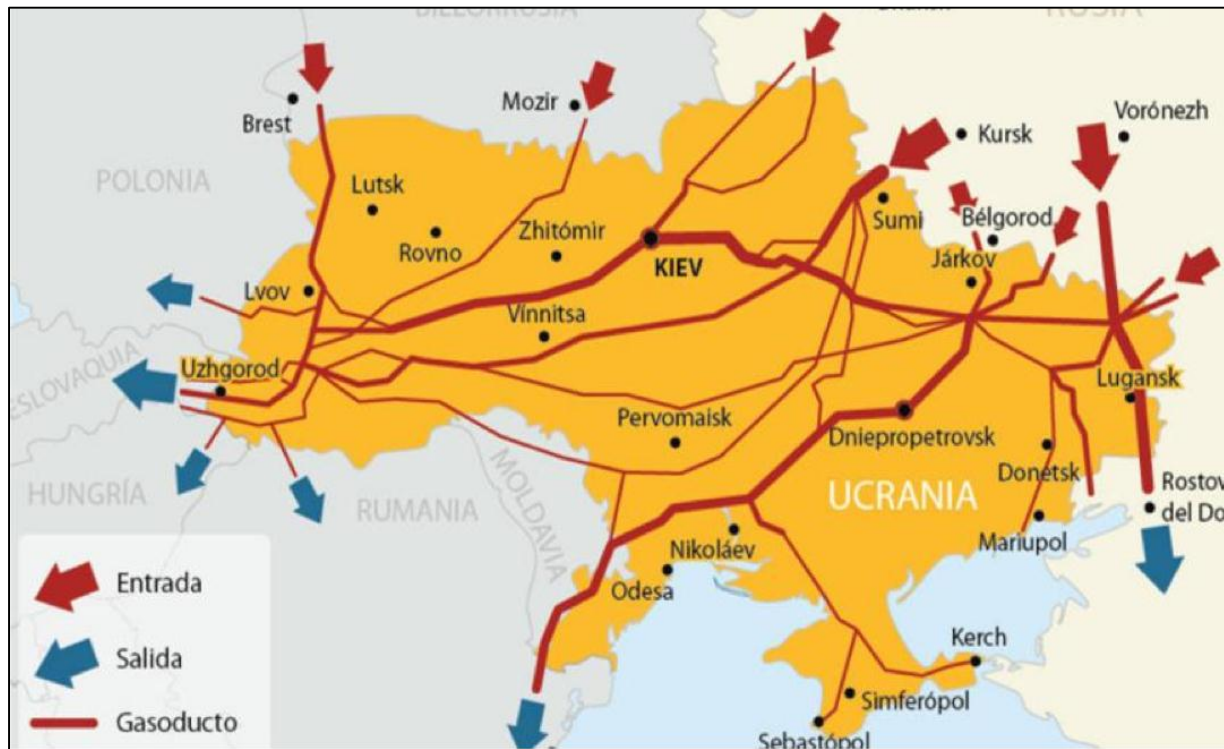 BIELORRUSIA
RUSIA
Brest
Mozir
Kursk
Vorónezh
POLONIA
Lutsk
Rovno
Zhitómir
KIEV
Sumi
Bélgorod
Járkov
Lvov
Vínnitsa
ESLOVAQUIA
Uzhgorod
Lugansk
Pervomaisk
Dniepropetrovsk
Donetsk
HUNGRÍA
RUMANIA
MOLDAVIA
UCRANIA
Rostov
del Do
Mariupol
Nikoláev
Odesa
Entrada
Salida
Gasoducto
Kerch
Simferópol
Sebastópol